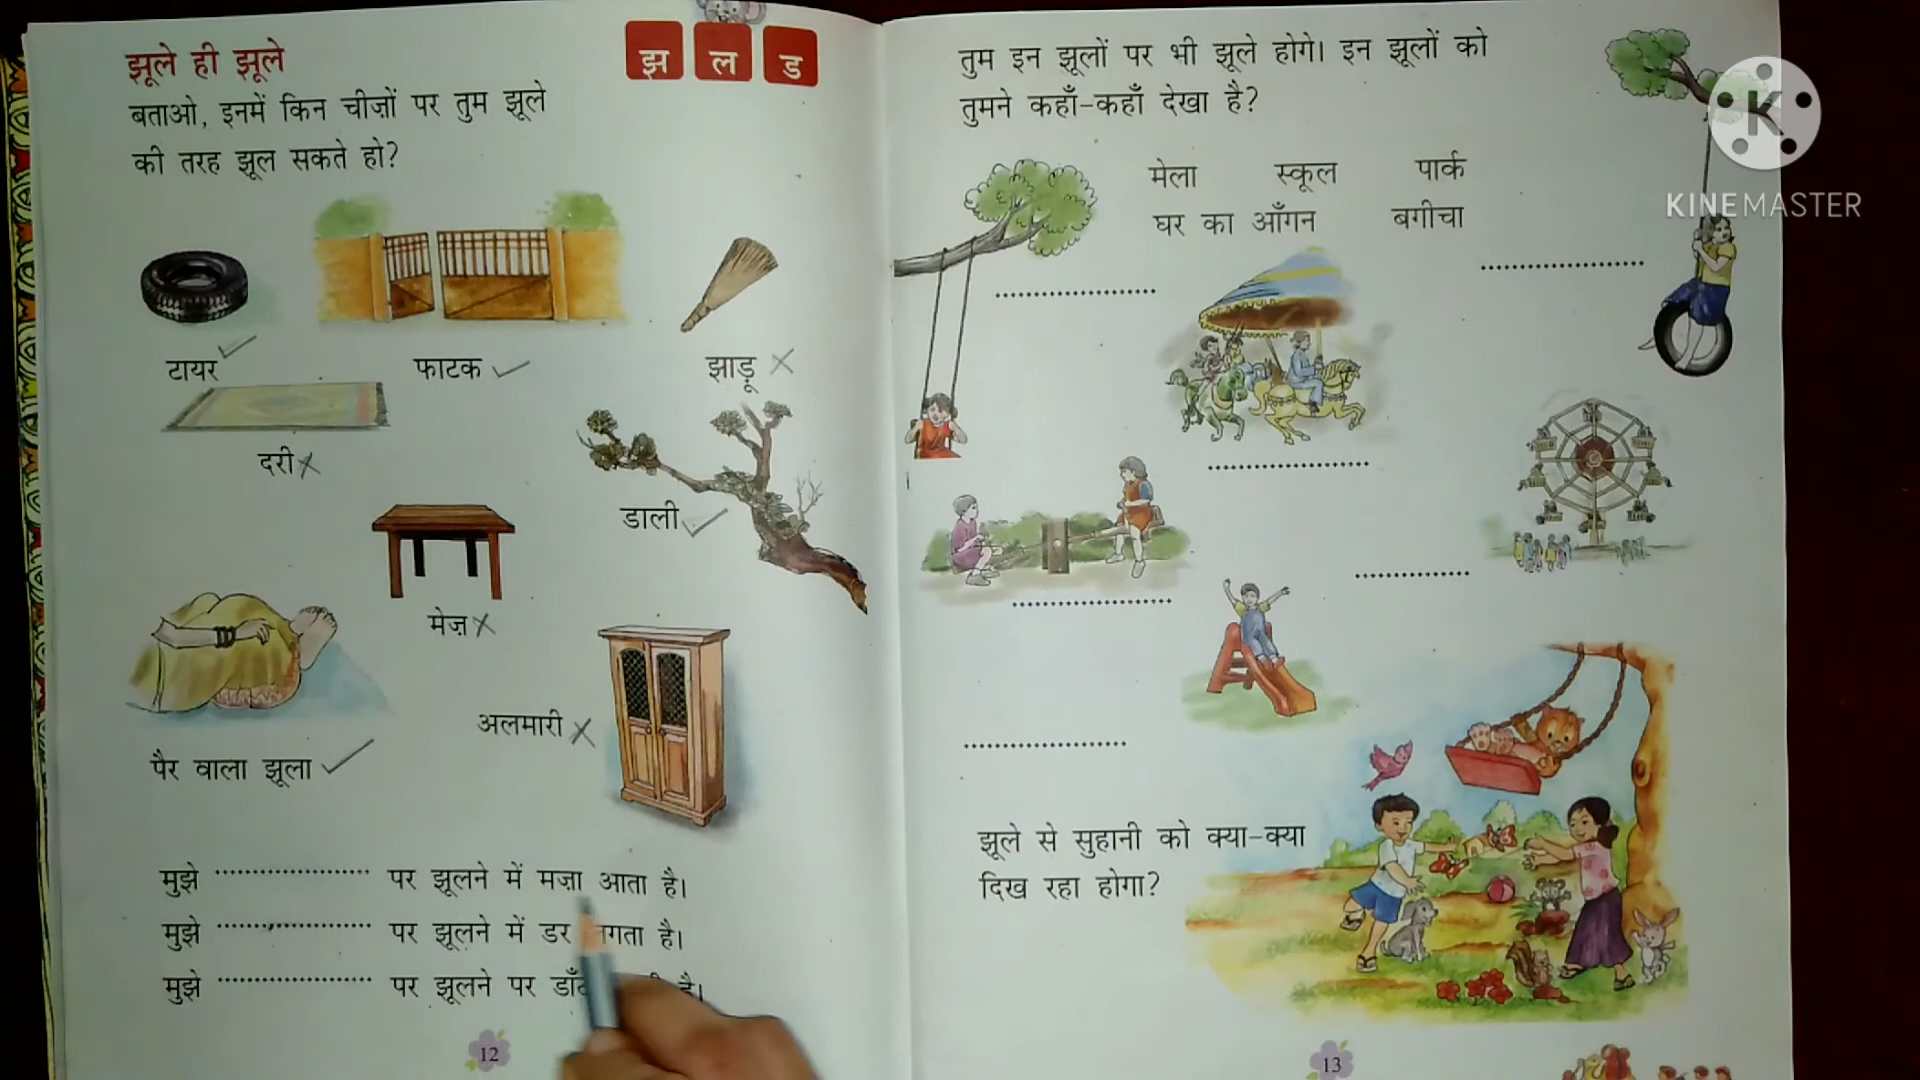 झूले ही झूले
झ ल ड
बताओ, इनमें किन चीज़ों पर तुम झूले
की तरह झूल सकते हो?
टायर
फाटक
झाड़ू
दरी
डाली
मेज़
अलमारी
पैर वाला झूला
मुझे .................... पर झूलने में मज़ा आता है।
मुझे .................... पर झूलने में डर है।
मुझे .................... पर झूलने पर है।
12
तुम इन झूलों पर भी झूले होगे। इन झूलों को
तुमने कहाँ-कहाँ देखा है?
मेला स्कूल पार्क
घर का आँगन बगीचा
झूले से सुहानी को क्या-क्या
दिख रहा होगा?
13
K
KINEMASTER